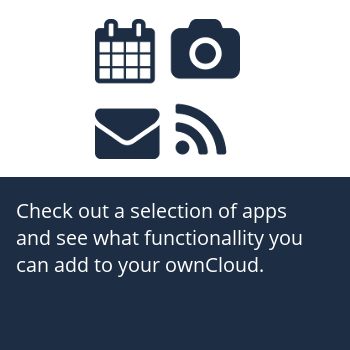 Check out a selection of apps
and see what functionallity you
can add to your ownCloud.